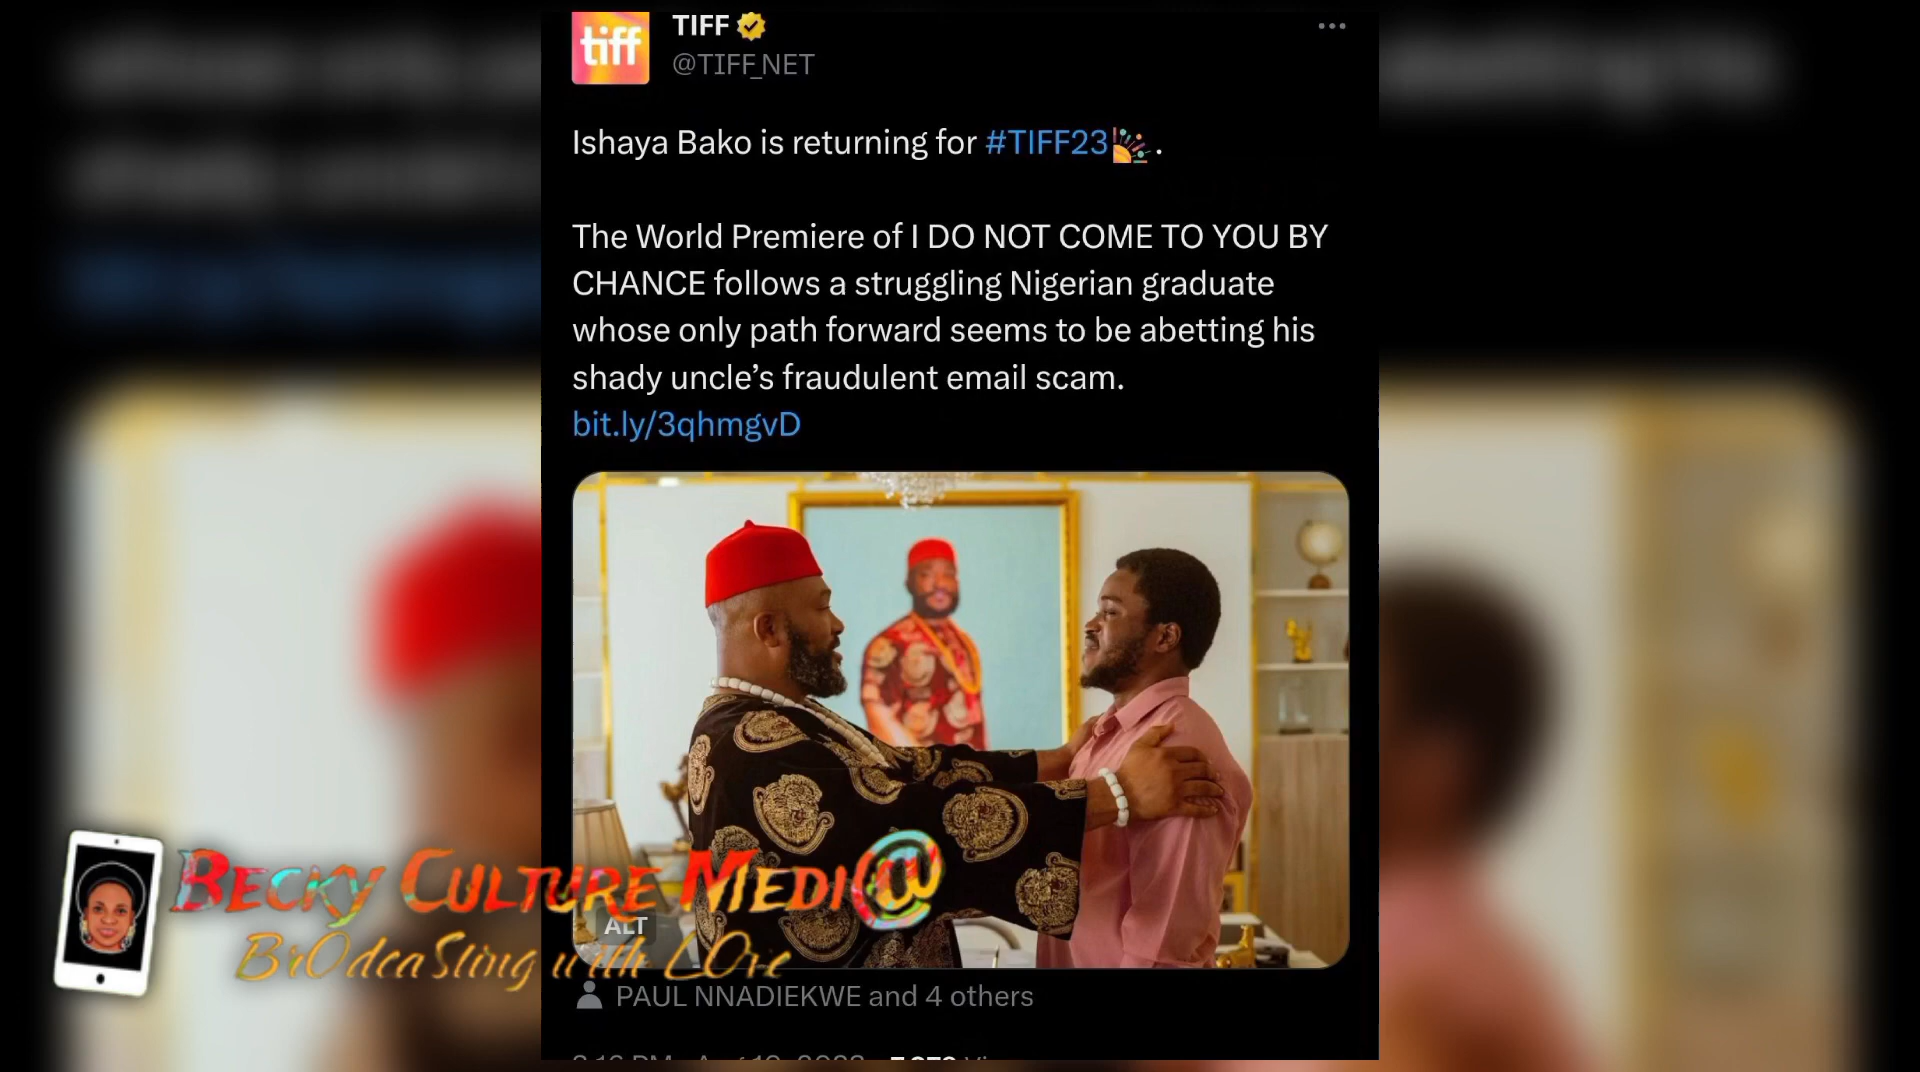 tiff
TIFF
@TIFF_NET
Ishaya Bako is returning for #TIFF23.
The World Premiere of I DO NOT COME TO YOU BY
CHANCE follows a struggling Nigerian graduate
whose only path forward seems to be abetting his
shady uncle’s fraudulent email scam.
bit.ly/3qhmgvD
BECKY CULTURE MEDI@
ALT
BrOdcaSting with LOve
PAUL NNADIEKWE and 4 others